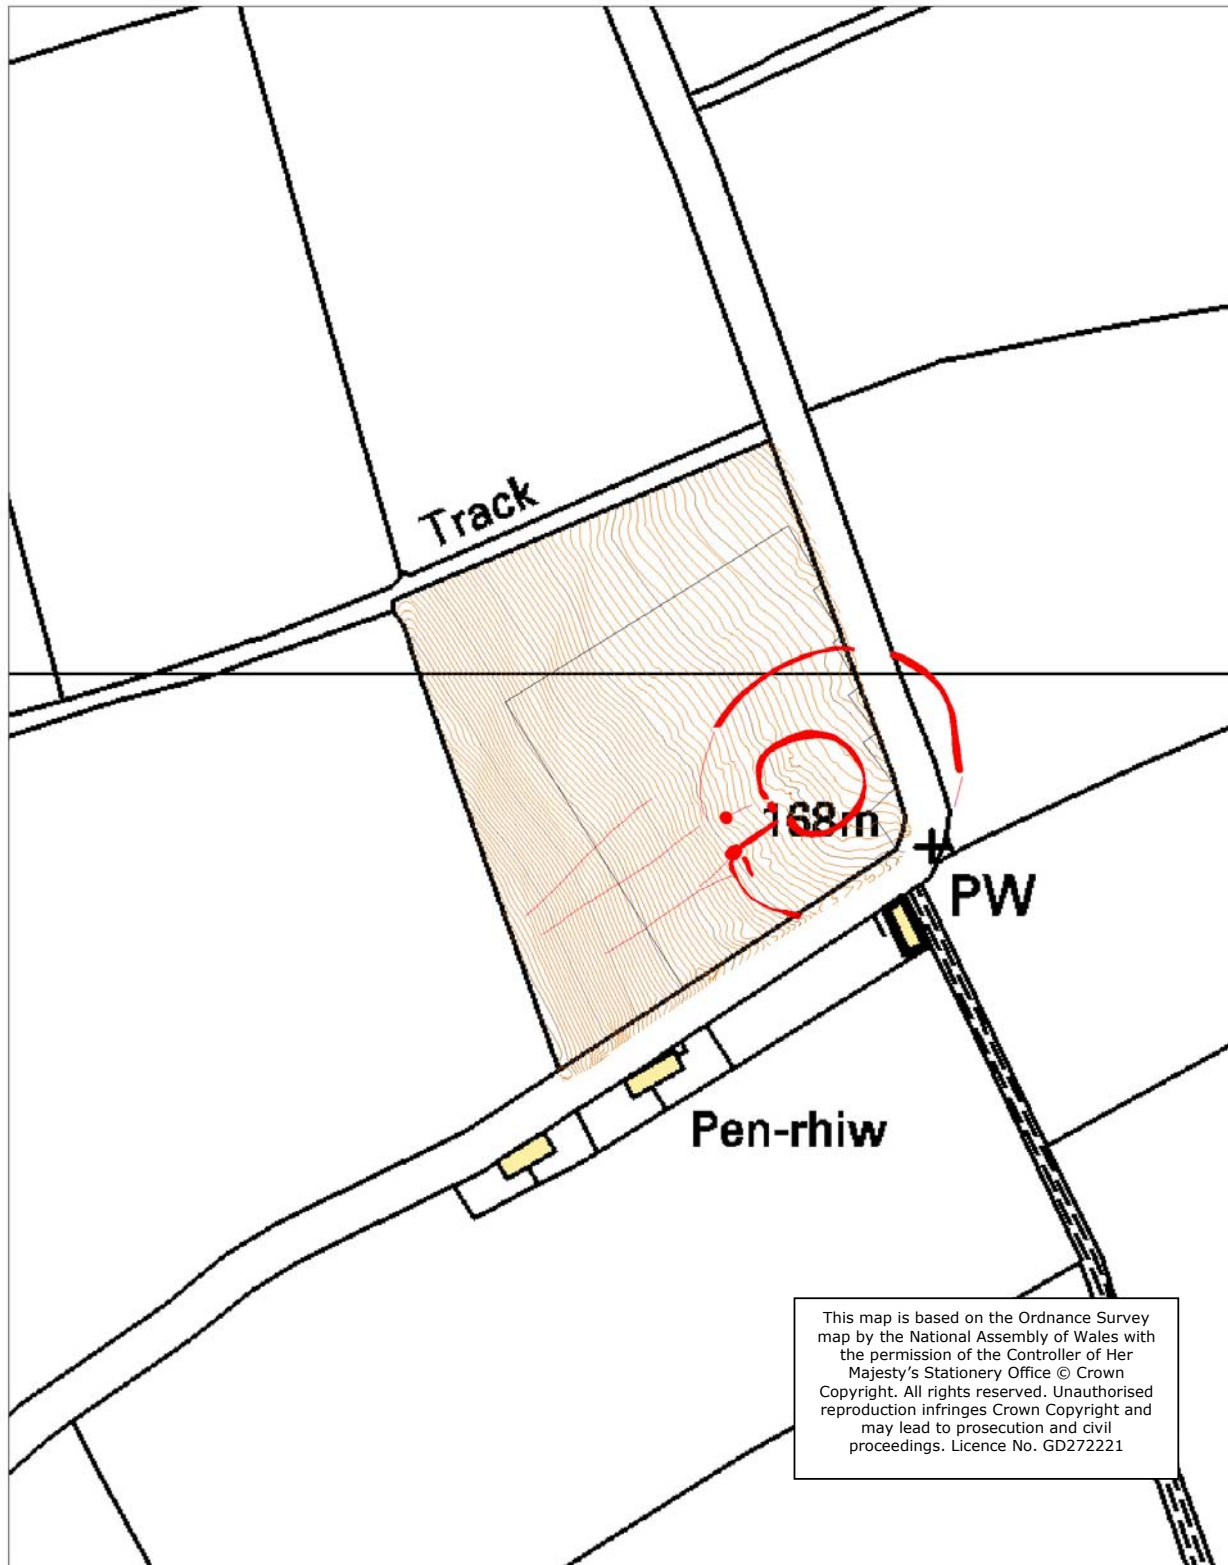 Track
168m
PW
Pen-rhiw
This map is based on the Ordnance Survey
map by the National Assembly of Wales with
the permission of the Controller of Her
Majesty’s Stationery Office © Crown
Copyright. All rights reserved. Unauthorised
reproduction infringes Crown Copyright and
may lead to prosecution and civil
proceedings. Licence No. GD272221